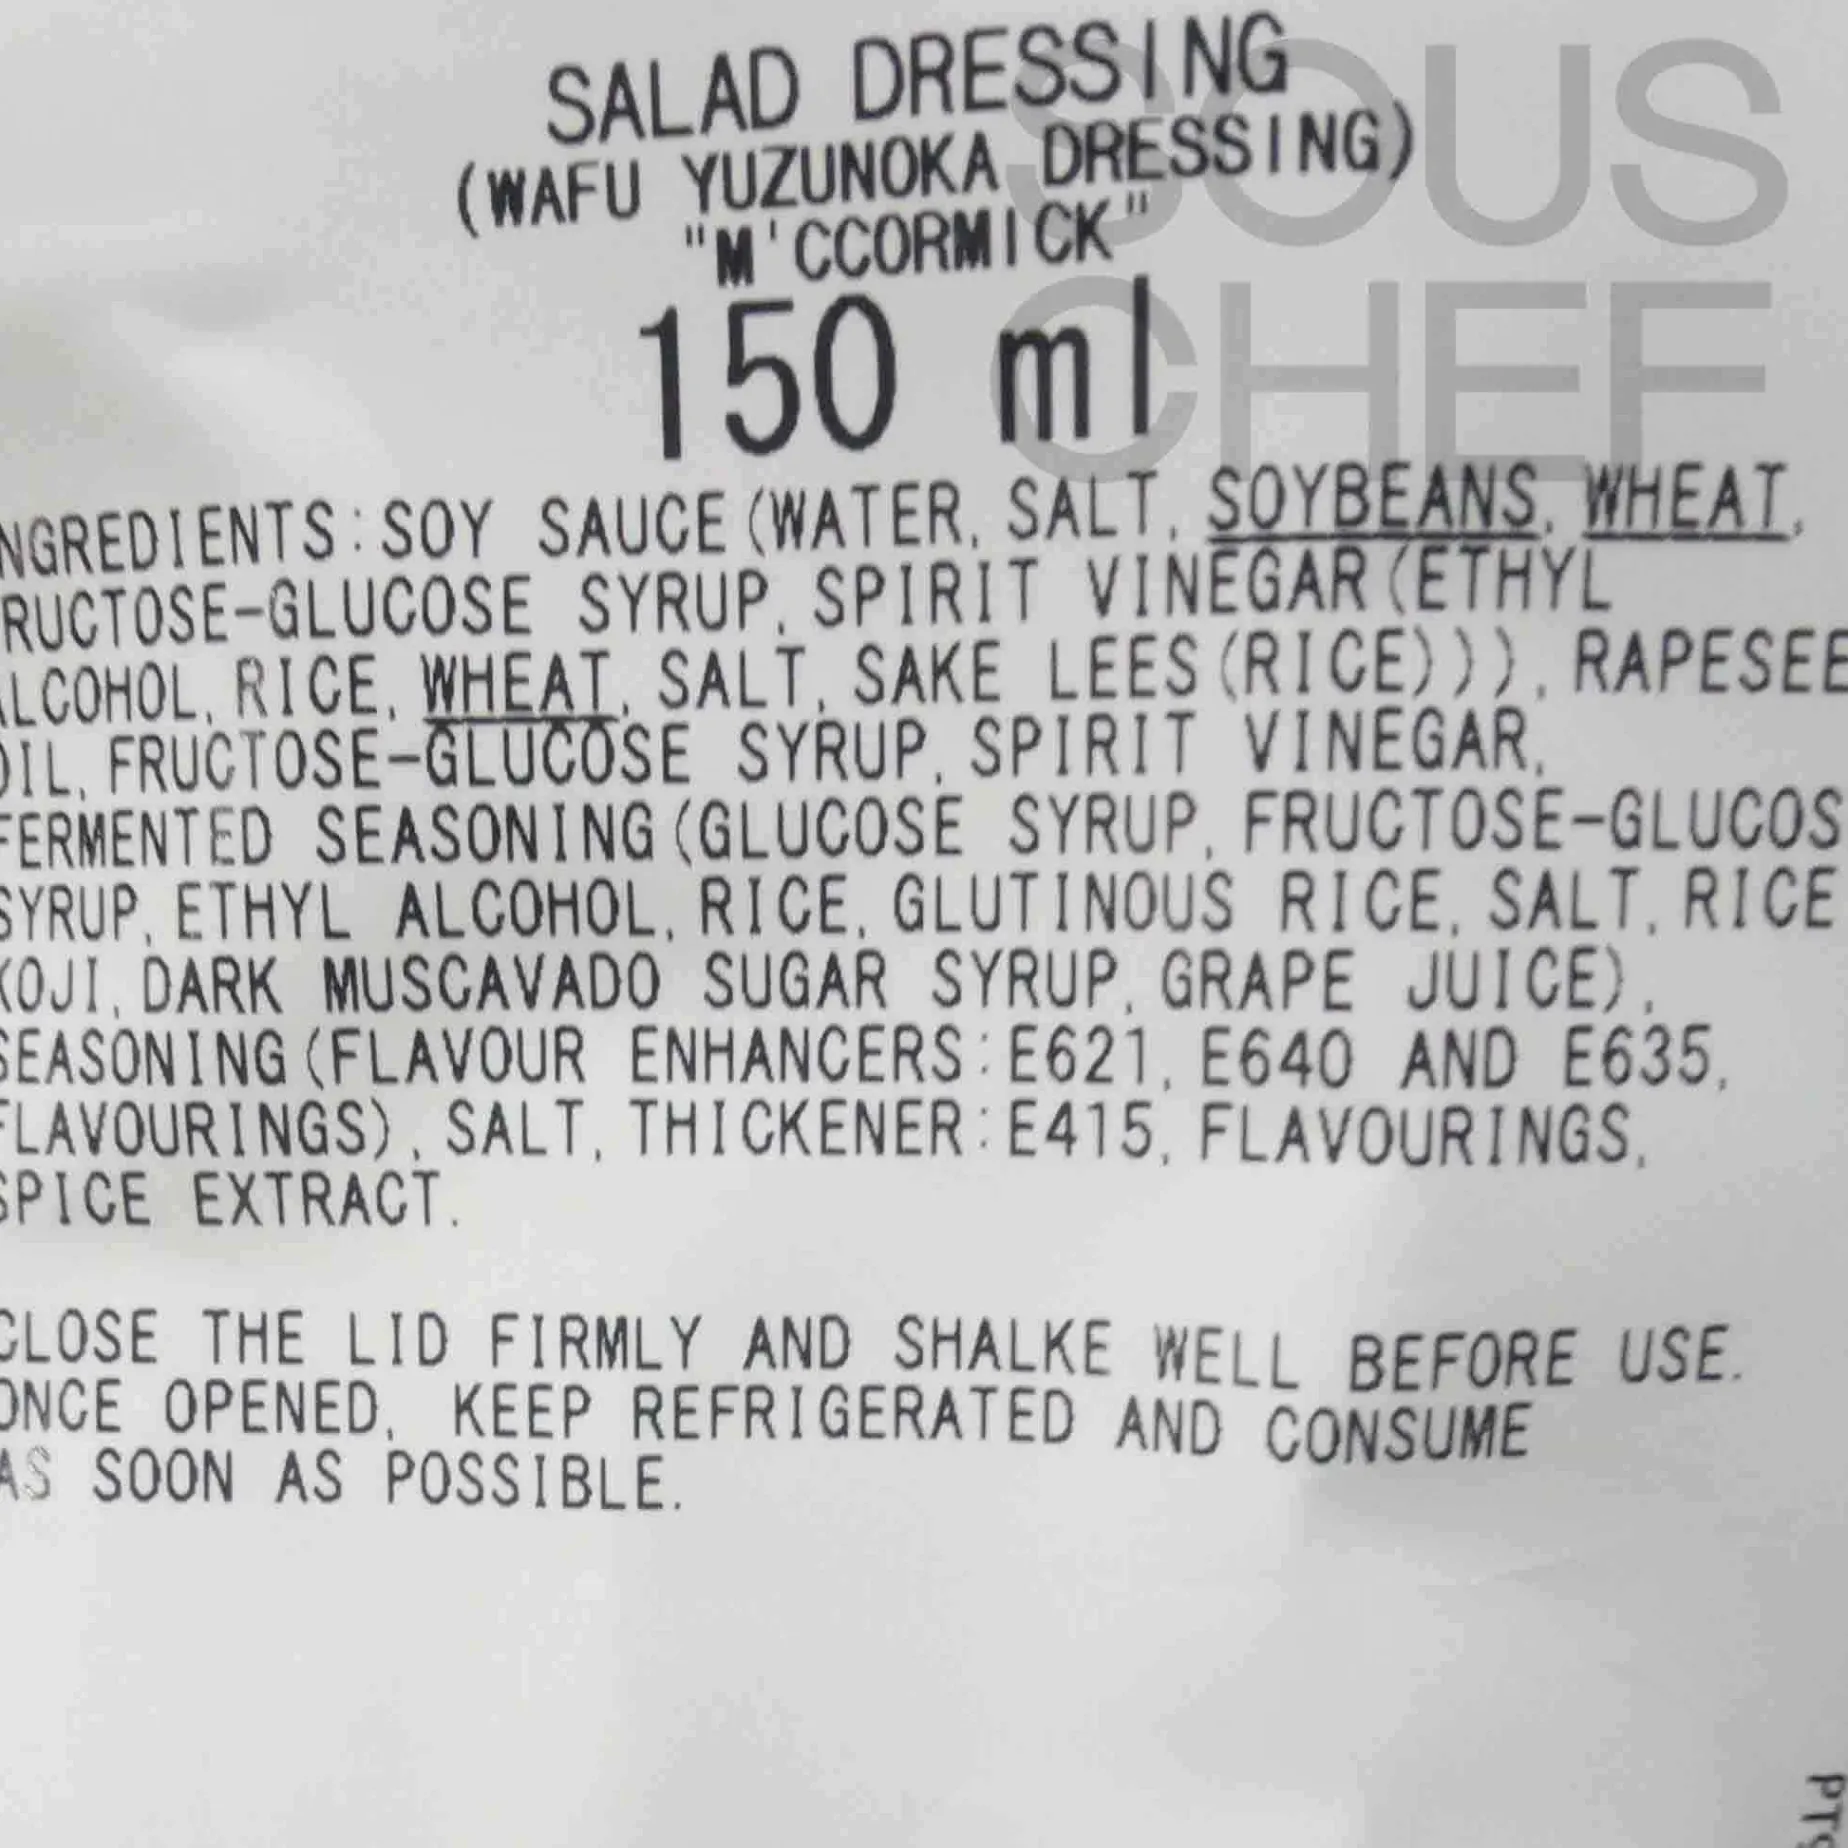 SALAD DRESSING
(WAFU YUZUNOKA DRESSING)
"M'CCORMICK"
150 ml
SOUS
CHEF
NGREDIENTS:SOY SAUCE(WATER, SALT, SOYBEANS, WHEAT,
RUCTOSE-GLUCOSE SYRUP, SPIRIT VINEGAR(ETHYL
ALCOHOL, RICE, WHEAT, SALT, SAKE LEES(RICE))), RAPESEE
OIL, FRUCTOSE-GLUCOSE SYRUP, SPIRIT VINEGAR,
FERMENTED SEASONING(GLUCOSE SYRUP, FRUCTOSE-GLUCOS
SYRUP, ETHYL ALCOHOL, RICE, GLUTINOUS RICE, SALT, RICE
KOJI, DARK MUSCAVADO SUGAR SYRUP, GRAPE JUICE),
SEASONING(FLAVOUR ENHANCERS:E621, E640 AND E635,
FLAVOURINGS), SALT, THICKENER:E415, FLAVOURINGS,
SPICE EXTRACT.
CLOSE THE LID FIRMLY AND SHALKE WELL BEFORE USE.
ONCE OPENED, KEEP REFRIGERATED AND CONSUME
AS SOON AS POSSIBLE.